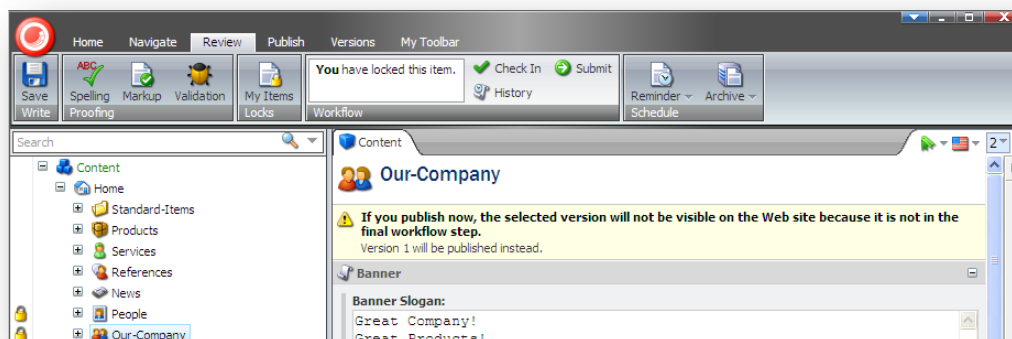 Home Navigate Review Publish Versions My Toolbar
ABC
You have locked this item. Check In Submit
History
Save Spelling Markup Validation My Items Reminder Archive
Write Proofing Locks Workflow Schedule
Search
Content 2
Content
Our-Company
Home
Standard-Items
If you publish now, the selected version will not be visible on the Web site because it is not in the
final workflow step.
Products
Version 1 will be published instead.
Services
References
Banner
News
Banner Slogan:
People
Great Company!
Our-Company
Great Products!